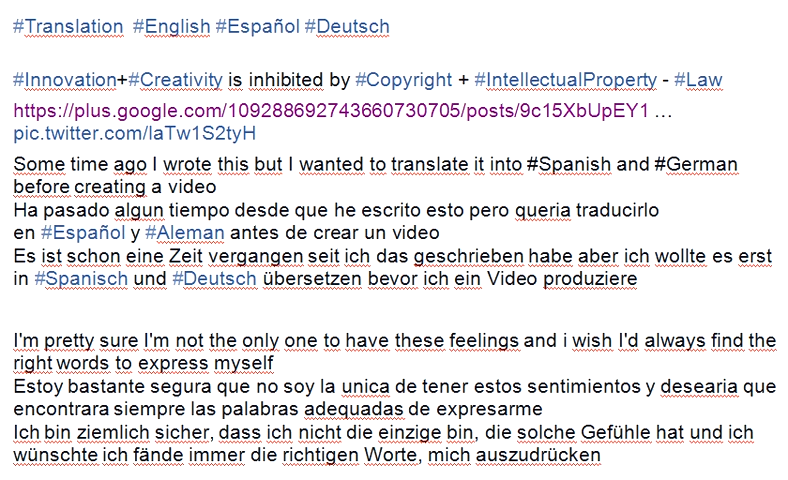 #Translation #English #Español #Deutsch
#Innovation+#Creativity is inhibited by #Copyright + #IntellectualProperty - #Law
https://plus.google.com/109288692743660730705/posts/9c15XbUpEY1 ...
pic.twitter.com/laTw1S2tyH
Some time ago I wrote this but I wanted to translate it into #Spanish and #German
before creating a video
Ha pasado algun tiempo desde que he escrito esto pero queria traducirlo
en #Español y #Aleman antes de crear un video
Es ist schon eine Zeit vergangen seit ich das geschrieben habe aber ich wollte es erst
in #Spanisch und #Deutsch übersetzen bevor ich ein Video produziere
I'm pretty sure I'm not the only one to have these feelings and i wish I'd always find the
right words to express myself
Estoy bastante segura que no soy la unica de tener estos sentimientos y desearia que
encontrara siempre las palabras adequadas de expresarme
Ich bin ziemlich sicher, dass ich nicht die einzige bin, die solche Gefühle hat und ich
wünschte ich fände immer die richtigen Worte, mich auszudrücken